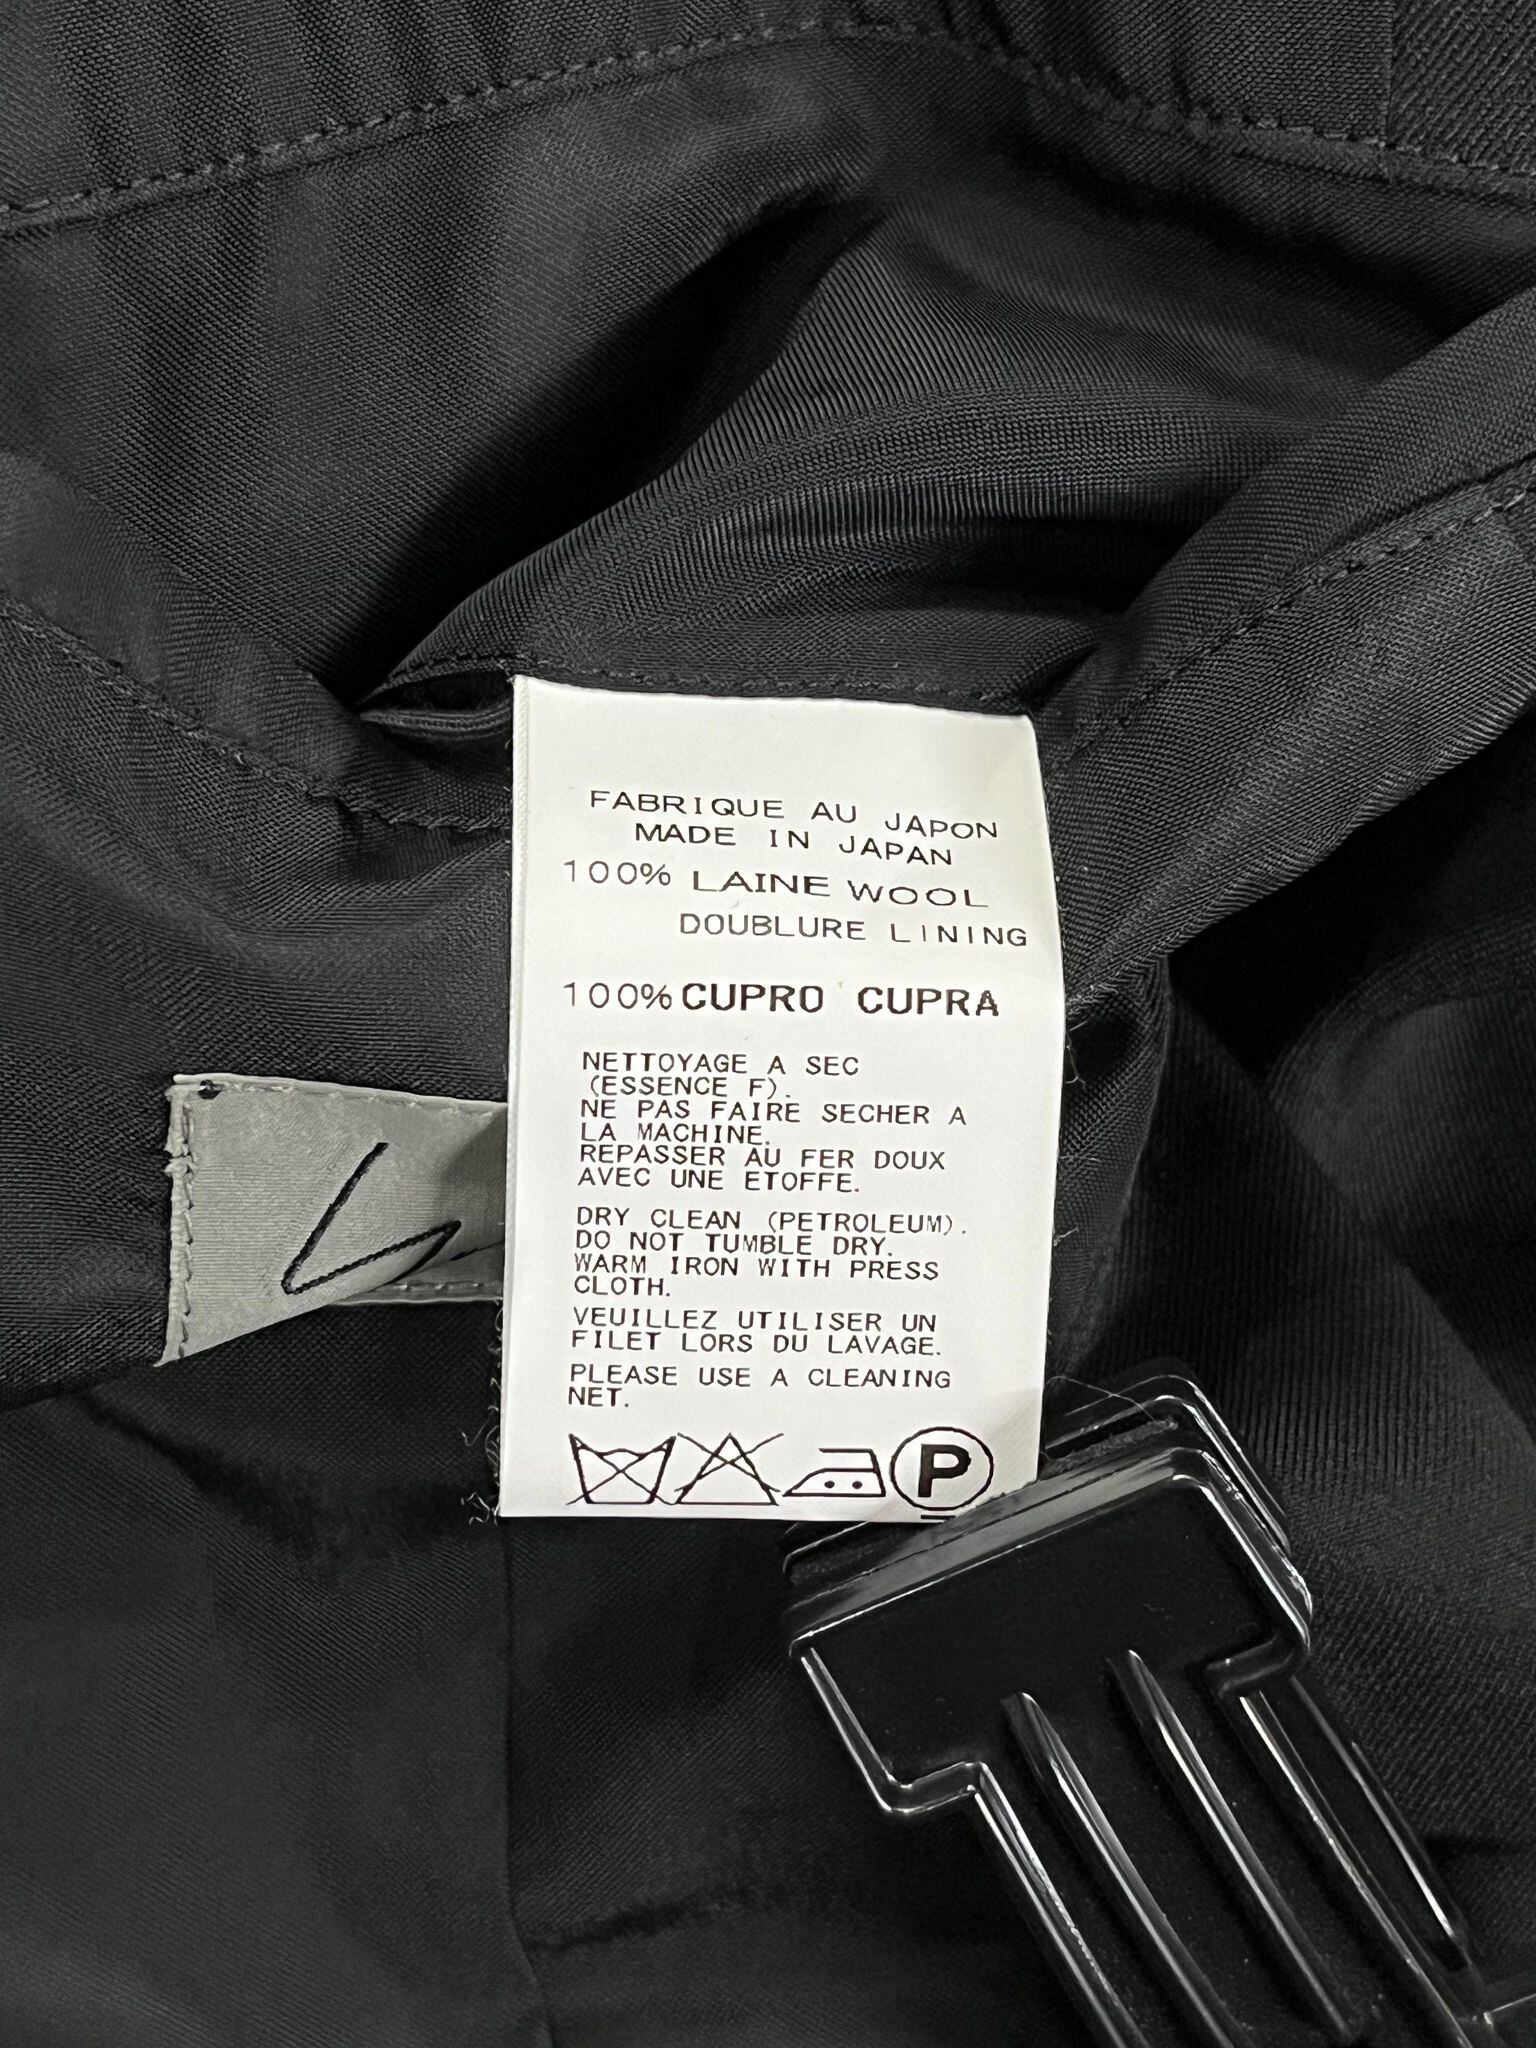 FABRIQUE AU JAPON
MADE IN JAPAN
100% LAINE WOOL
DOUBLURE LINING
100% CUPRO CUPRA
NETTOYAGE A SEC
(ESSENCE F).
NE PAS FAIRE SECHER A
LA MACHINE.
REPASSER AU FER DOUX
AVEC UNE ETOFFE.
DRY CLEAN (PETROLEUM).
DO NOT TUMBLE DRY.
WARM IRON WITH PRESS
CLOTH.
VEUILLEZ UTILISER UN
FILET LORS DU LAVAGE.
PLEASE USE A CLEANING
NET.
P